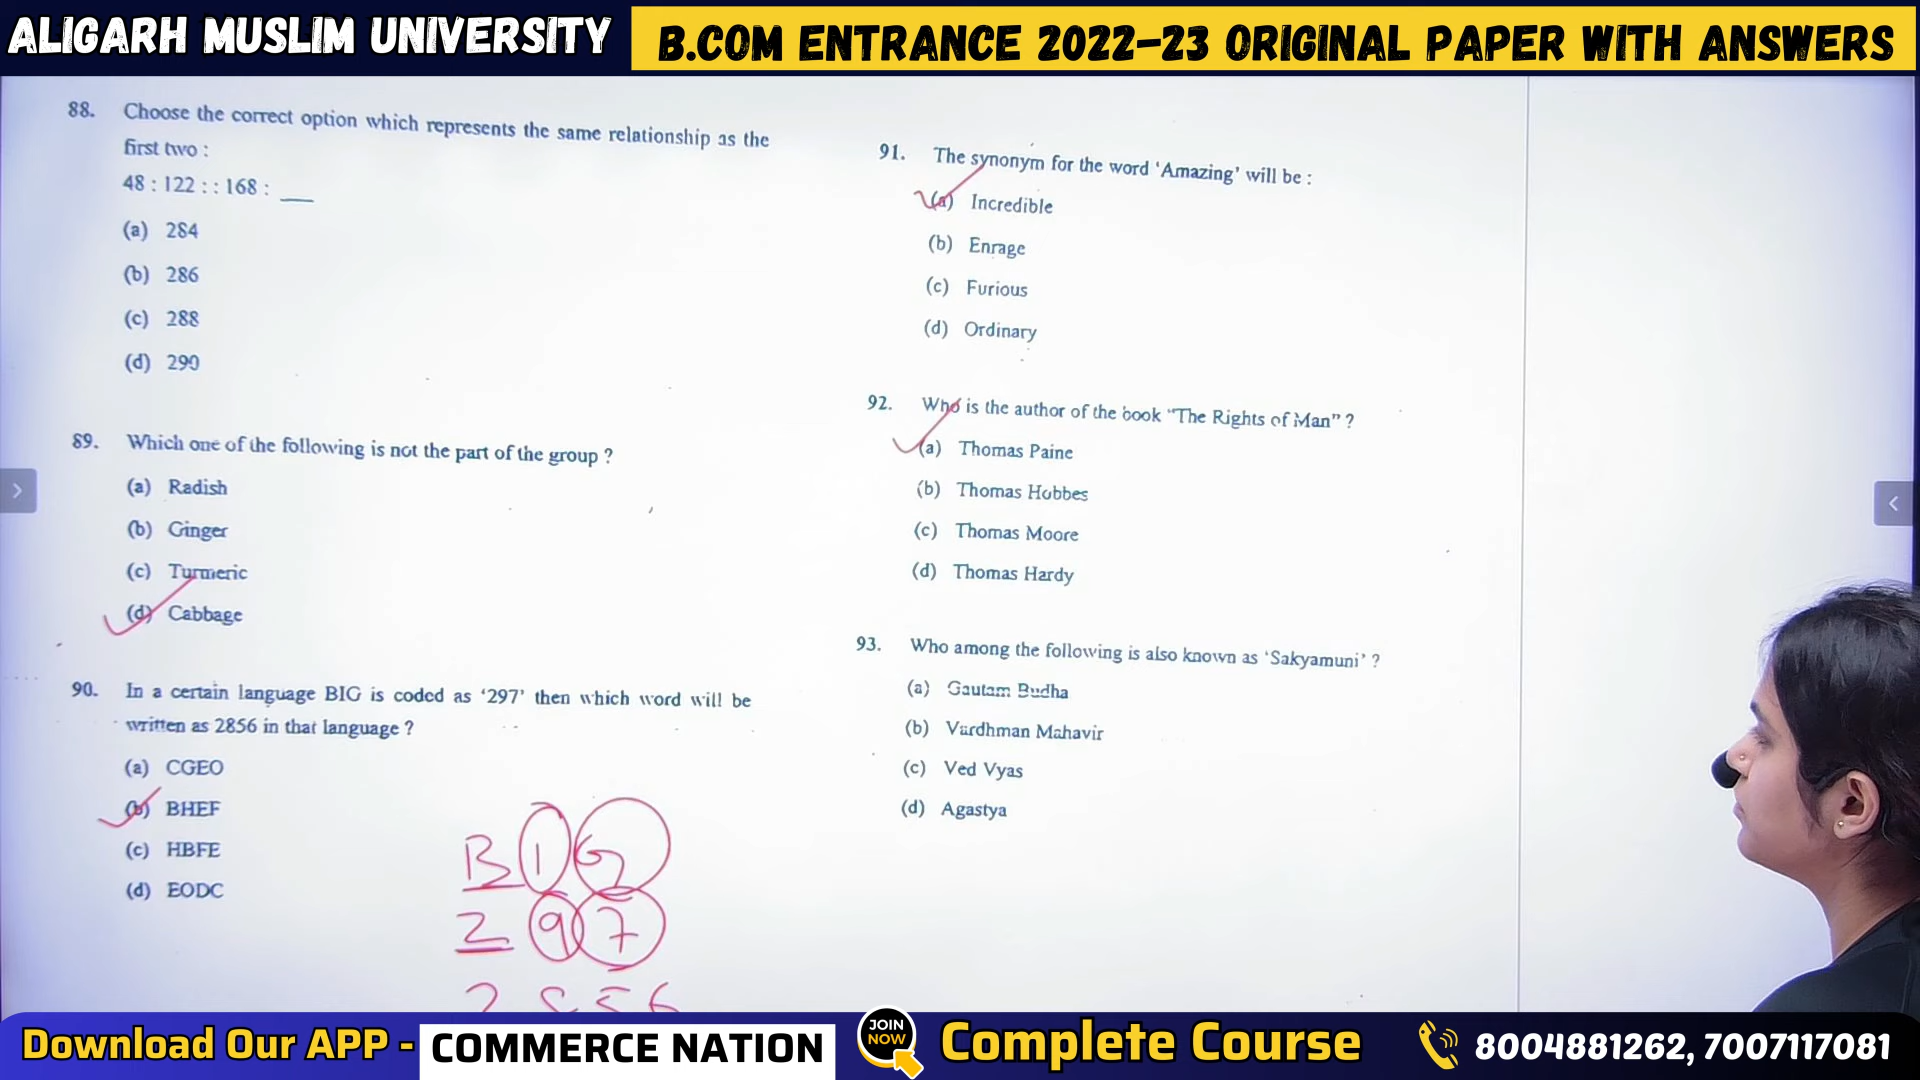 ALIGARH MUSLIM UNIVERSITY
B.COM ENTRANCE 2022–23 ORIGINAL PAPER WITH ANSWERS
88. Choose the correct option which represents the same relationship as the
first two :
48 : 122 : : 168 : ___
(a) 284
(b) 286
(c) 288
(d) 290
89. Which one of the following is not the part of the group ?
(a) Radish
(b) Ginger
(c) Turmeric
(d) Cabbage
90. In a certain language BIG is coded as ‘297’ then which word will be
written as 2856 in that language ?
(a) CGEO
(b) BHEF
(c) HBFE
(d) EODC
B I G
2 9 7
2 8 5 6
91. The synonym for the word ‘Amazing’ will be :
(a) Incredible
(b) Enrage
(c) Furious
(d) Ordinary
92. Who is the author of the book “The Rights of Man” ?
(a) Thomas Paine
(b) Thomas Hobbes
(c) Thomas Moore
(d) Thomas Hardy
93. Who among the following is also known as ‘Sakyamuni’ ?
(a) Gautam Budha
(b) Vardhman Mahavir
(c) Ved Vyas
(d) Agastya
Download Our APP - COMMERCE NATION
JOIN
NOW
Complete Course
8004881262, 7007117081